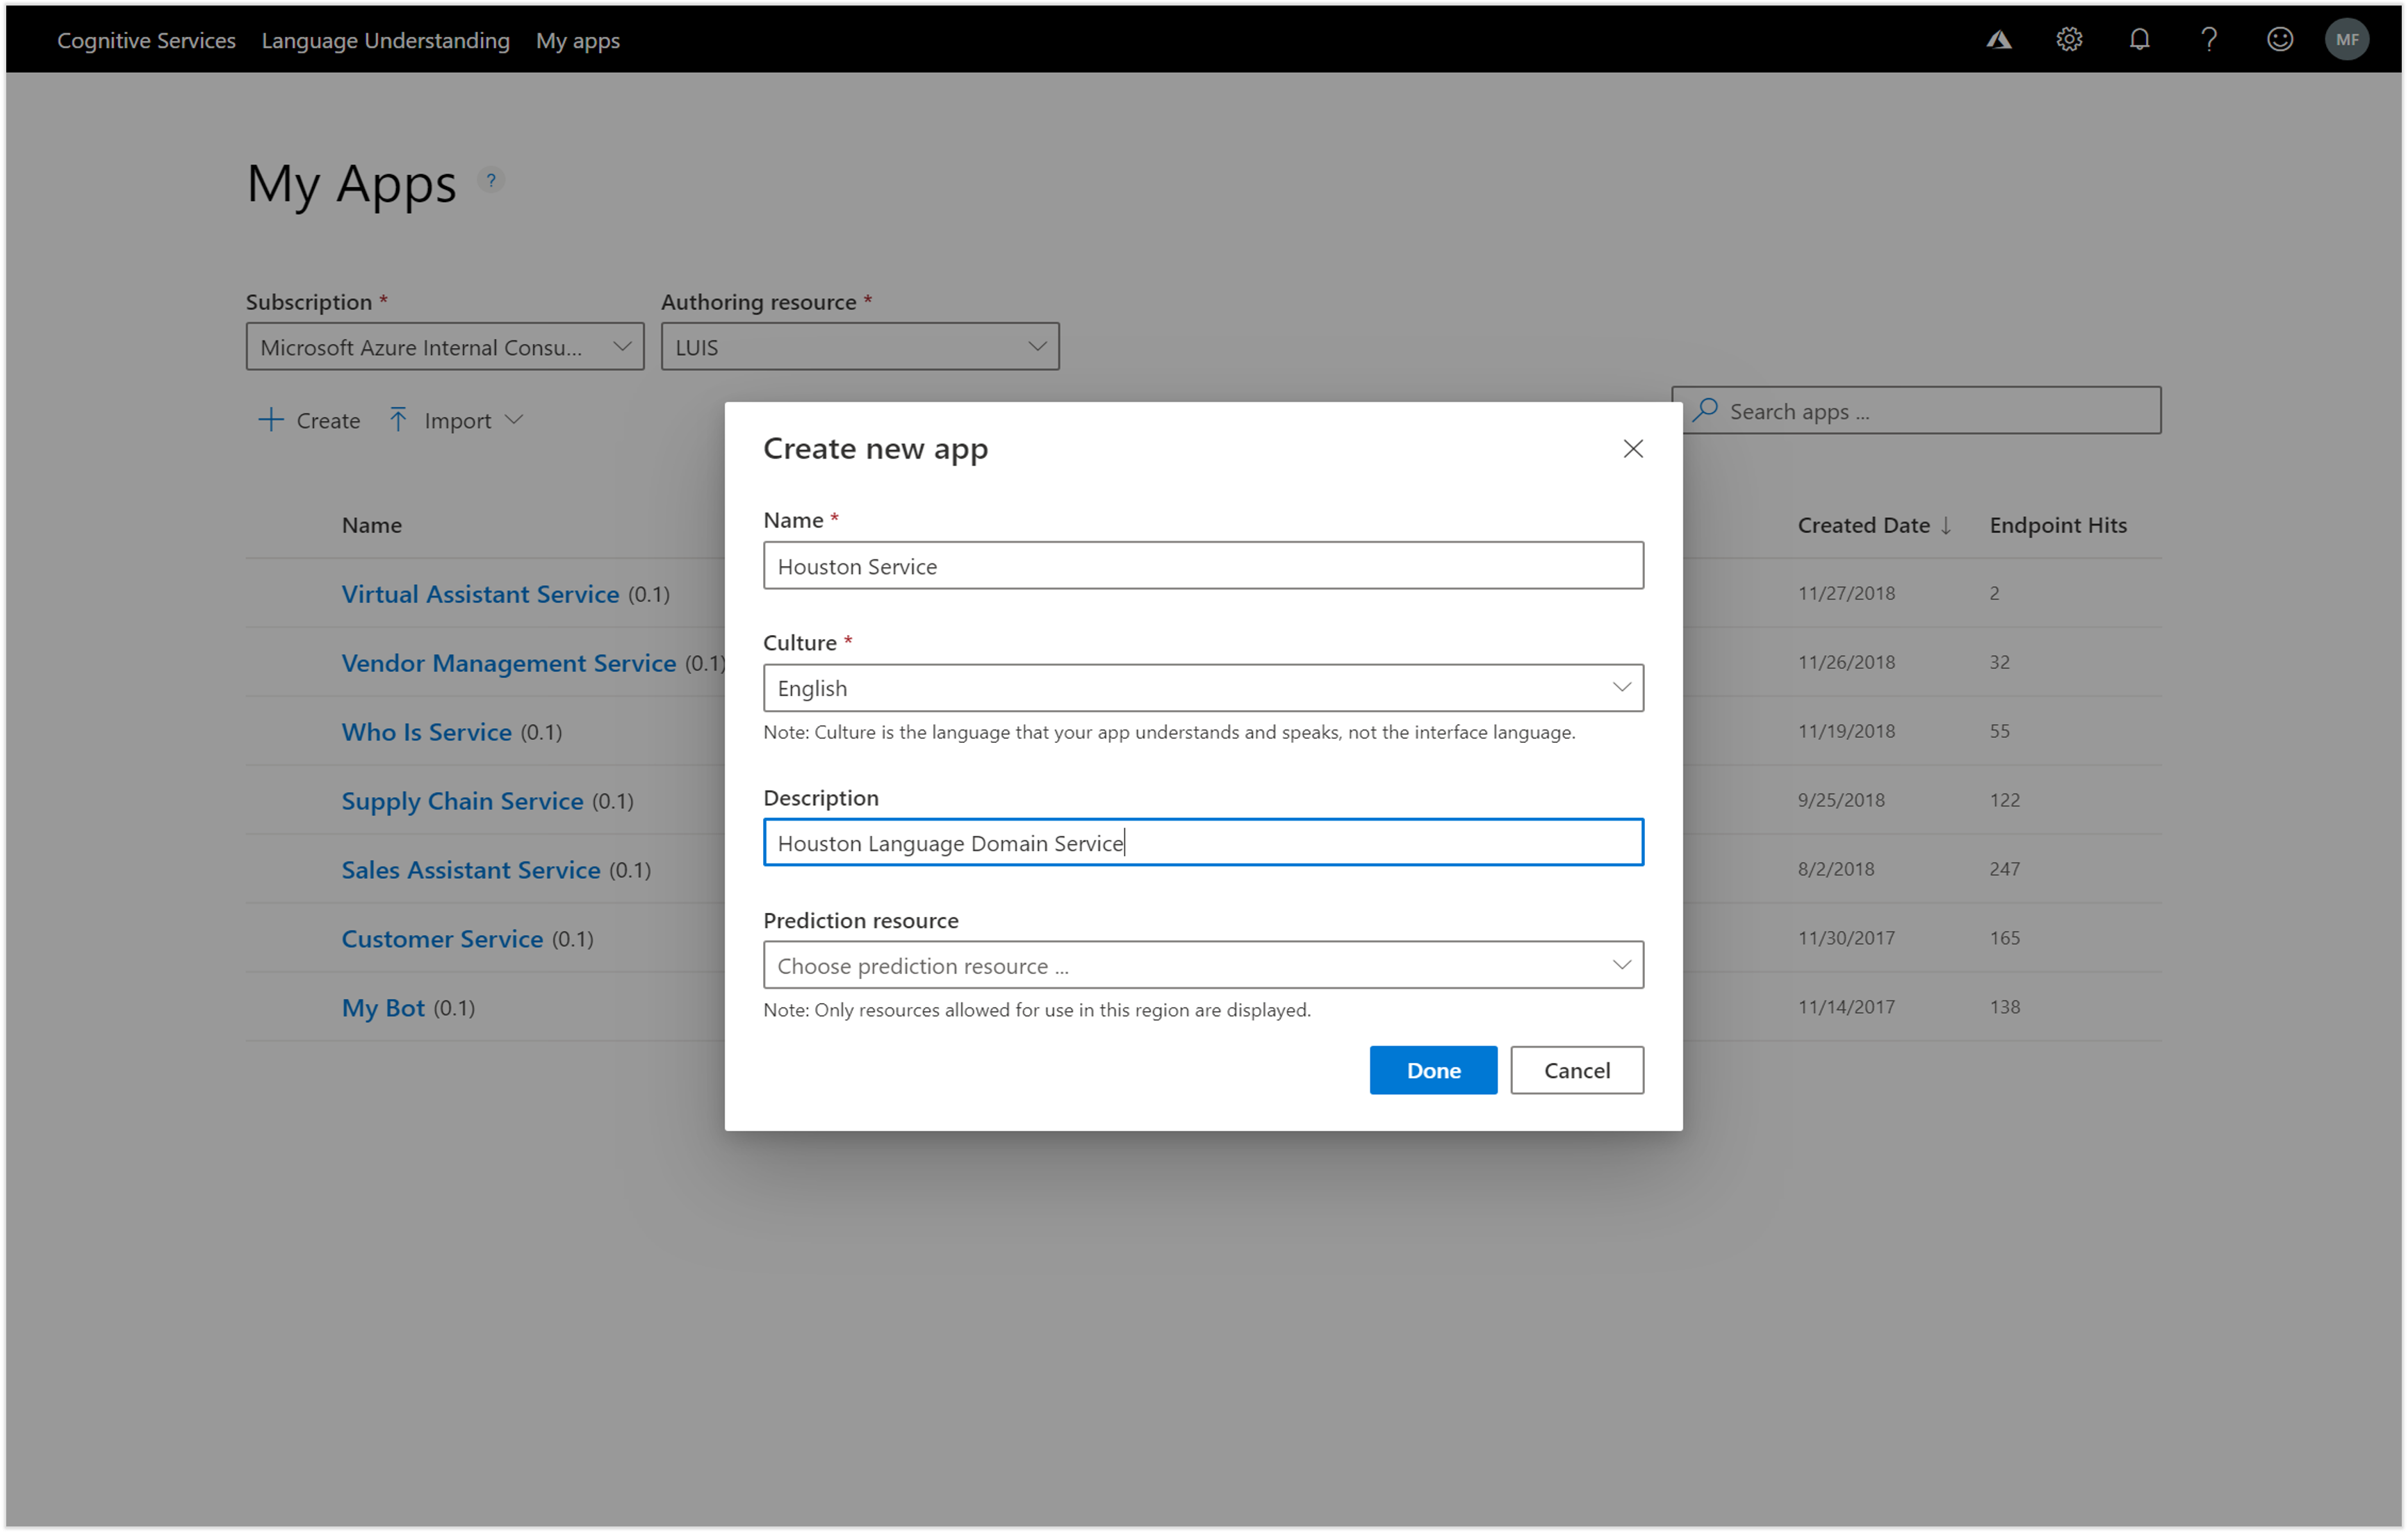 Cognitive Services Language Understanding My apps MF
My Apps ?
Subscription * Authoring resource *
Microsoft Azure Internal Consu... LUIS
Create Import Search apps ...
Name Created Date ↓ Endpoint Hits
Virtual Assistant Service (0.1) 11/27/2018 2
Vendor Management Service (0.1) 11/26/2018 32
Who Is Service (0.1) 11/19/2018 55
Supply Chain Service (0.1) 9/25/2018 122
Sales Assistant Service (0.1) 8/2/2018 247
Customer Service (0.1) 11/30/2017 165
My Bot (0.1) 11/14/2017 138
Create new app
Name *
Houston Service
Culture *
English
Note: Culture is the language that your app understands and speaks, not the interface language.
Description
Houston Language Domain Service
Prediction resource
Choose prediction resource ...
Note: Only resources allowed for use in this region are displayed.
Done Cancel